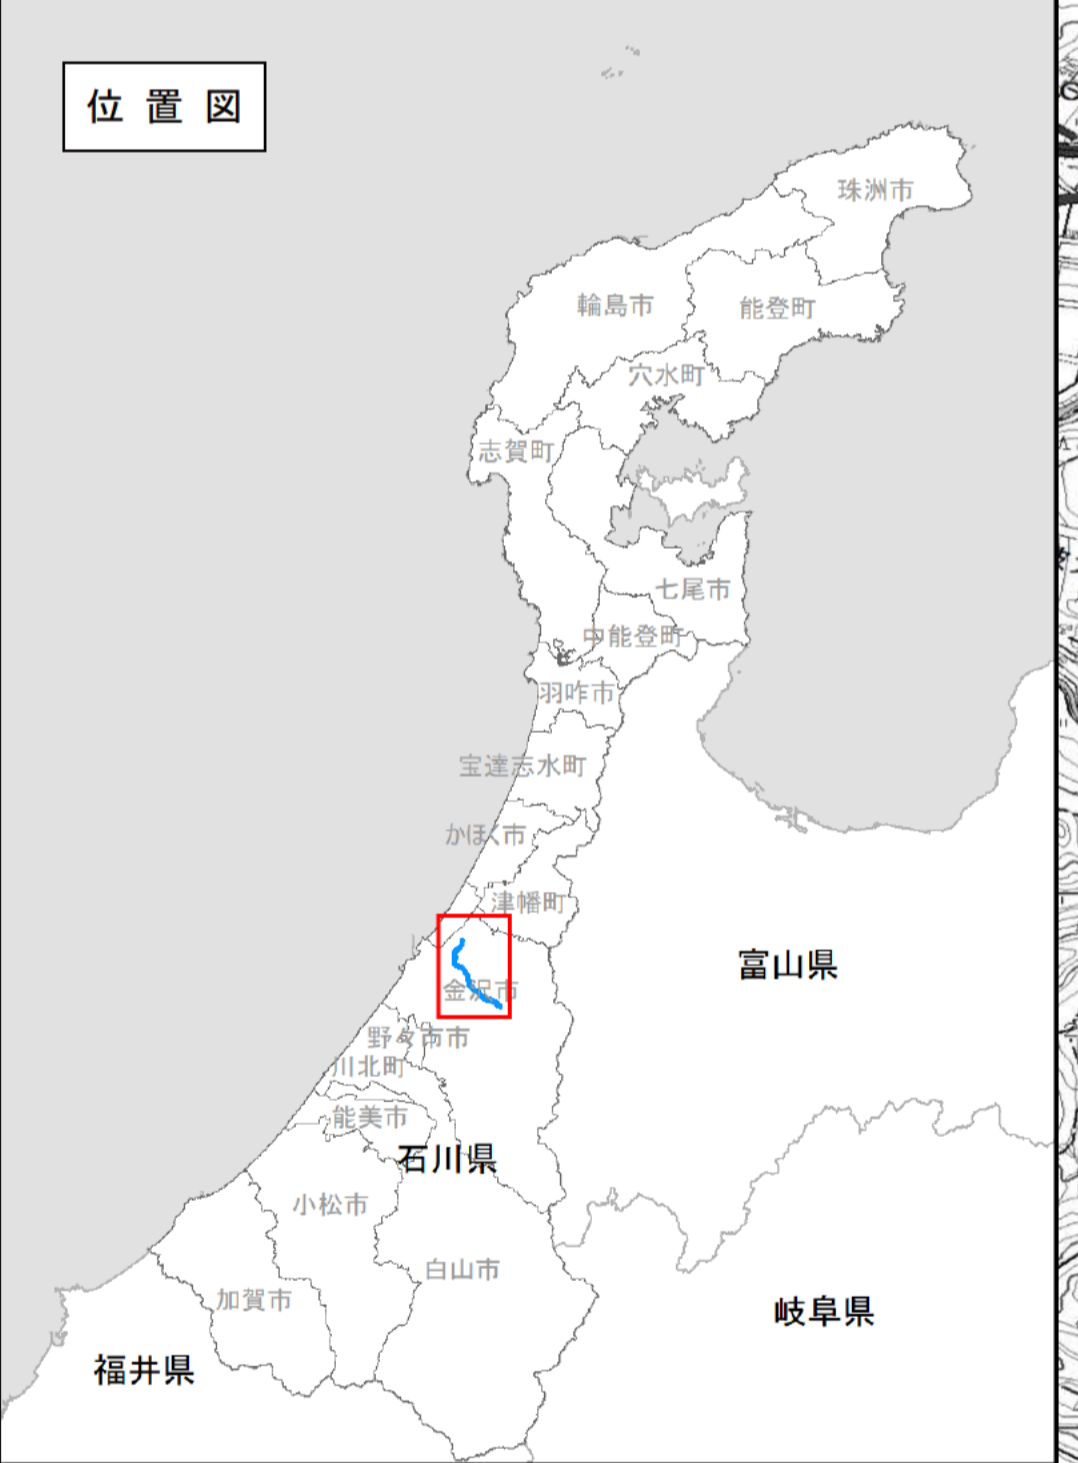 位置図
珠洲市
輪島市
能登町
穴水町
志賀町
七尾市
中能登町
羽咋市
宝達志水町
かほく市
津幡町
富山県
金沢市
野々市市
川北町
能美市
石川県
小松市
白山市
加賀市
岐阜県
福井県